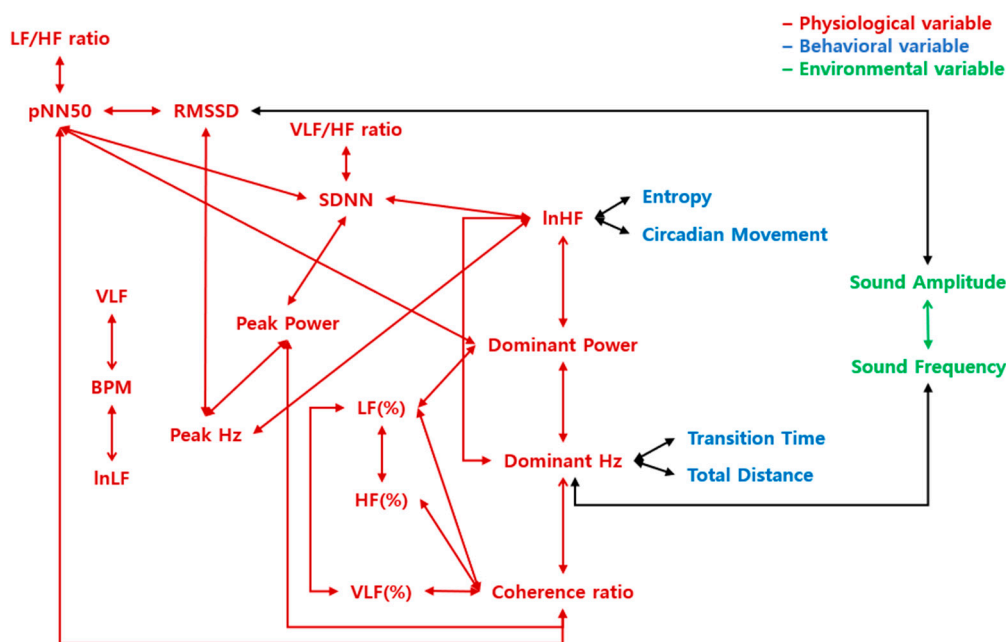 LF/HF ratio
– Physiological variable
– Behavioral variable
– Environmental variable
pNN50
RMSSD
VLF/HF ratio
SDNN
lnHF
Entropy
Circadian Movement
Sound Amplitude
VLF
Peak Power
Dominant Power
Sound Frequency
BPM
LF(%)
Peak Hz
Transition Time
Dominant Hz
Total Distance
lnLF
HF(%)
VLF(%)
Coherence ratio